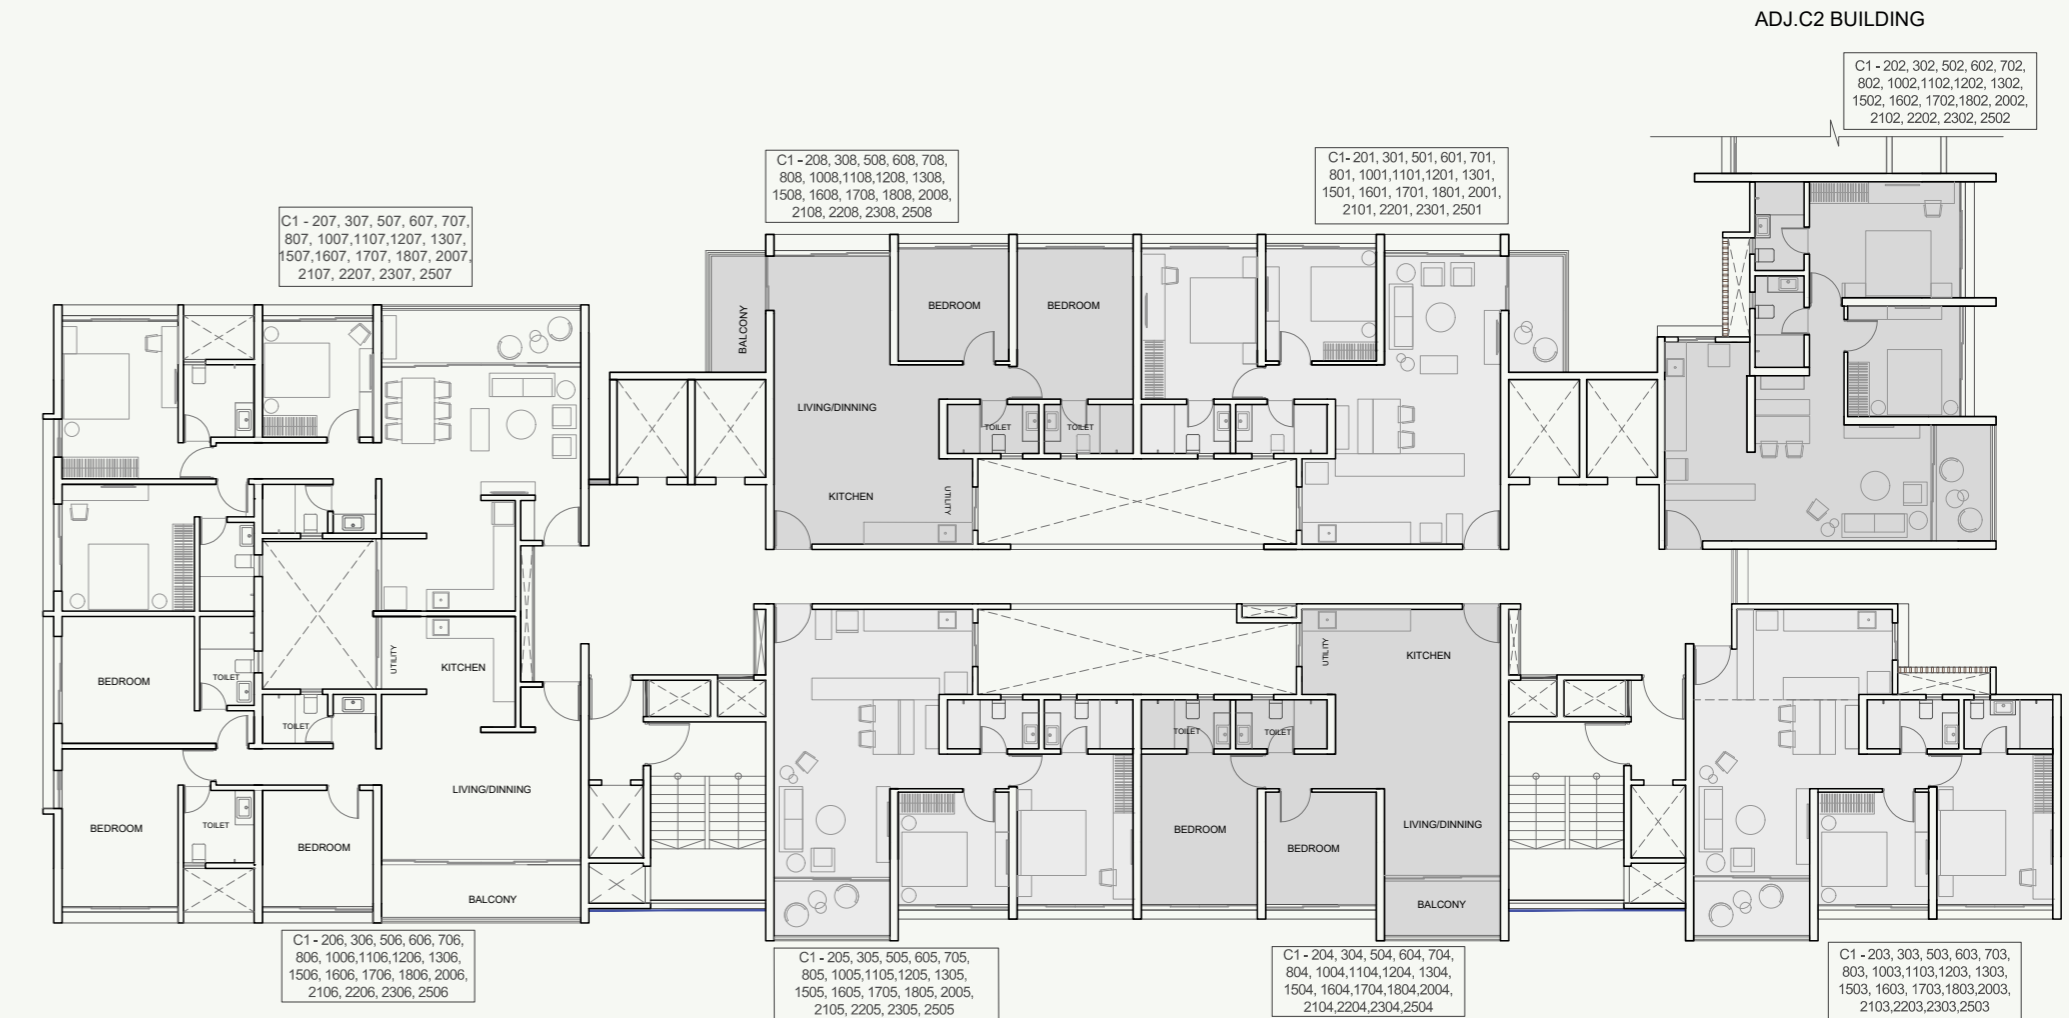 ADJ.C2 BUILDING
C1 - 202, 302, 502, 602, 702,
802, 1002,1102,1202, 1302,
1502, 1602, 1702,1802, 2002,
2102, 2202, 2302, 2502
C1 - 208, 308, 508, 608, 708,
808, 1008,1108,1208, 1308,
1508, 1608, 1708, 1808, 2008,
2108, 2208, 2308, 2508
C1- 201, 301, 501, 601, 701,
801, 1001,1101,1201, 1301,
1501, 1601, 1701, 1801, 2001,
2101, 2201, 2301, 2501
C1 - 207, 307, 507, 607, 707,
807, 1007,1107,1207, 1307,
1507,1607, 1707, 1807, 2007,
2107, 2207, 2307, 2507
BALCONY
BEDROOM
BEDROOM
LIVING/DINNING
TOILET
TOILET
KITCHEN
UTILITY
BEDROOM
TOILET
UTILITY
KITCHEN
TOILET
LIVING/DINNING
BEDROOM
TOILET
BEDROOM
BALCONY
UTILITY
KITCHEN
TOILET
TOILET
BEDROOM
BEDROOM
LIVING/DINNING
BALCONY
C1 - 206, 306, 506, 606, 706,
806, 1006,1106,1206, 1306,
1506, 1606, 1706, 1806, 2006,
2106, 2206, 2306, 2506
C1 - 205, 305, 505, 605, 705,
805, 1005,1105,1205, 1305,
1505, 1605, 1705, 1805, 2005,
2105, 2205, 2305, 2505
C1 - 204, 304, 504, 604, 704,
804, 1004,1104,1204, 1304,
1504, 1604,1704,1804,2004,
2104,2204,2304,2504
C1 - 203, 303, 503, 603, 703,
803, 1003,1103,1203, 1303,
1503, 1603, 1703,1803,2003,
2103,2203,2303,2503